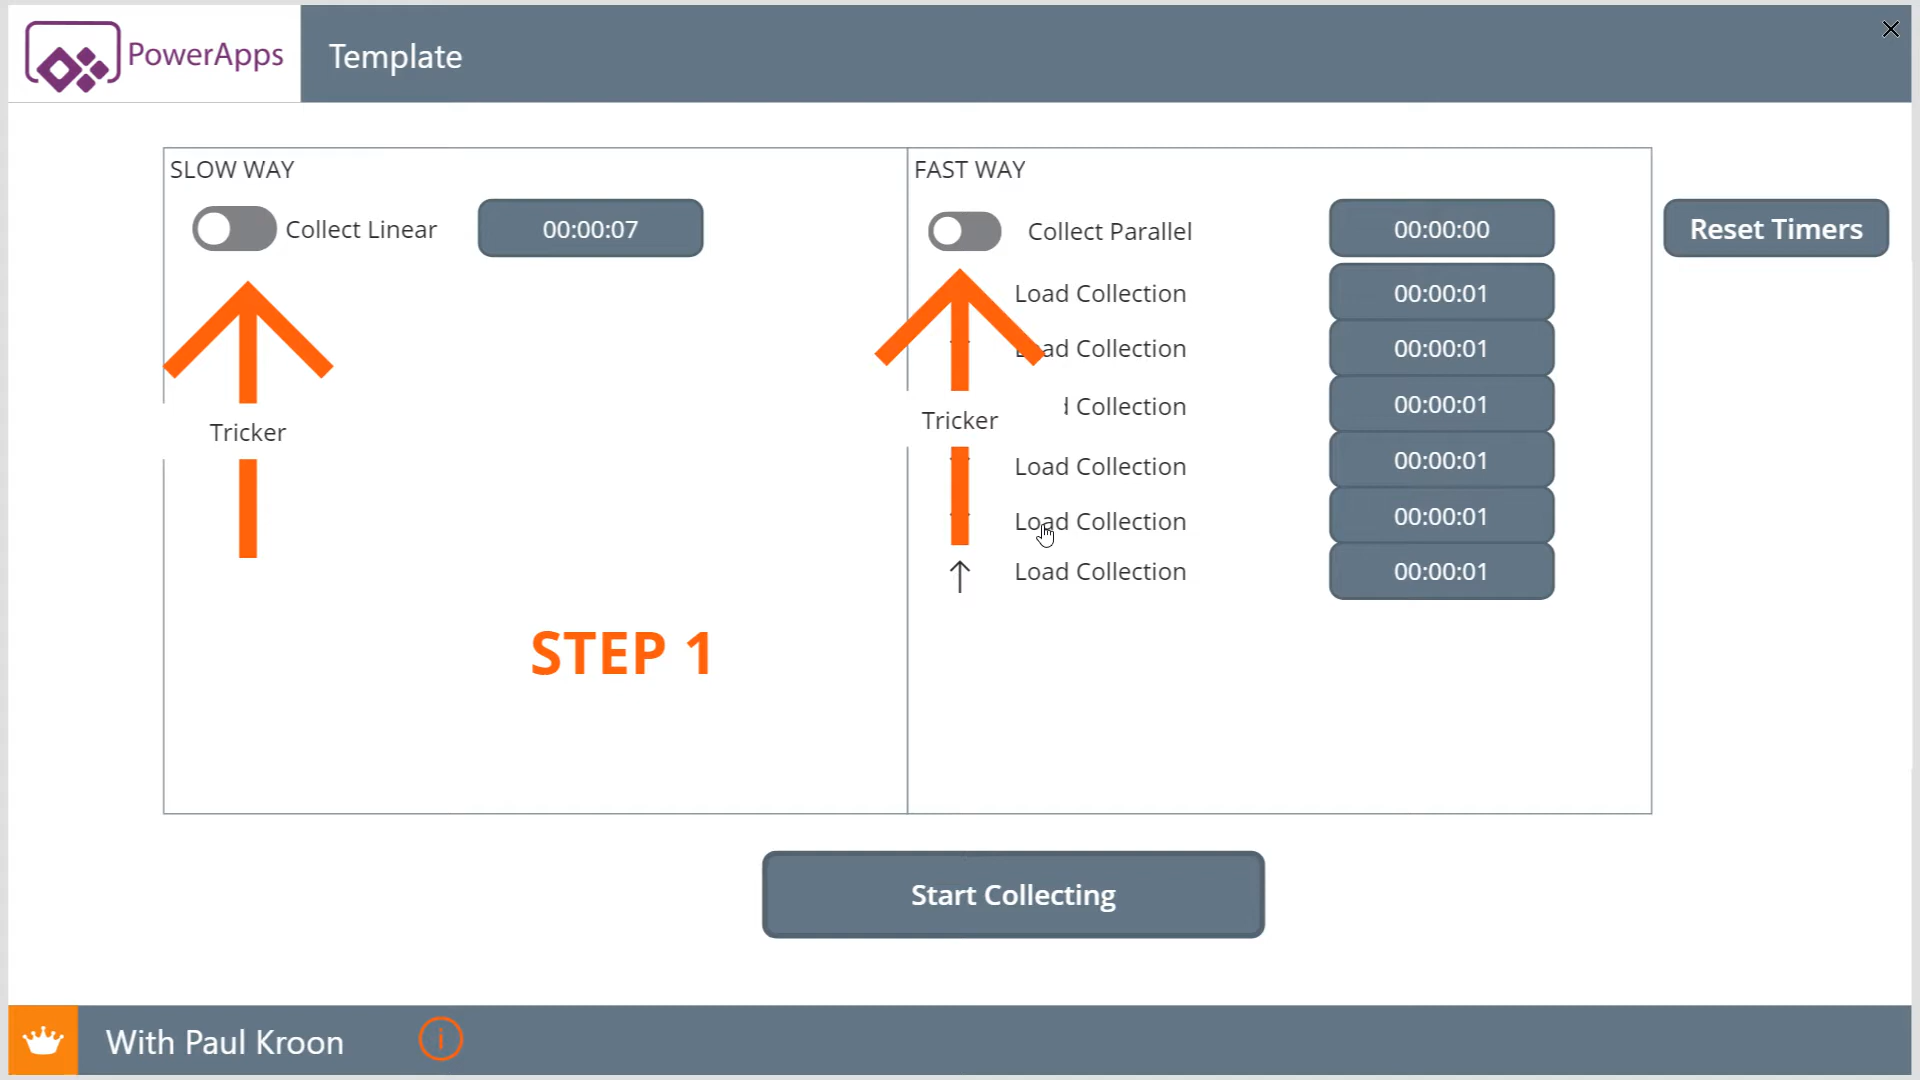 PowerApps
Template
SLOW WAY
Collect Linear
00:00:07
FAST WAY
Collect Parallel
00:00:00
Reset Timers
Load Collection
00:00:01
Load Collection
00:00:01
Collection
00:00:01
Load Collection
00:00:01
Load Collection
00:00:01
Load Collection
00:00:01
Tricker
Tricker
STEP 1
Start Collecting
With Paul Kroon
i